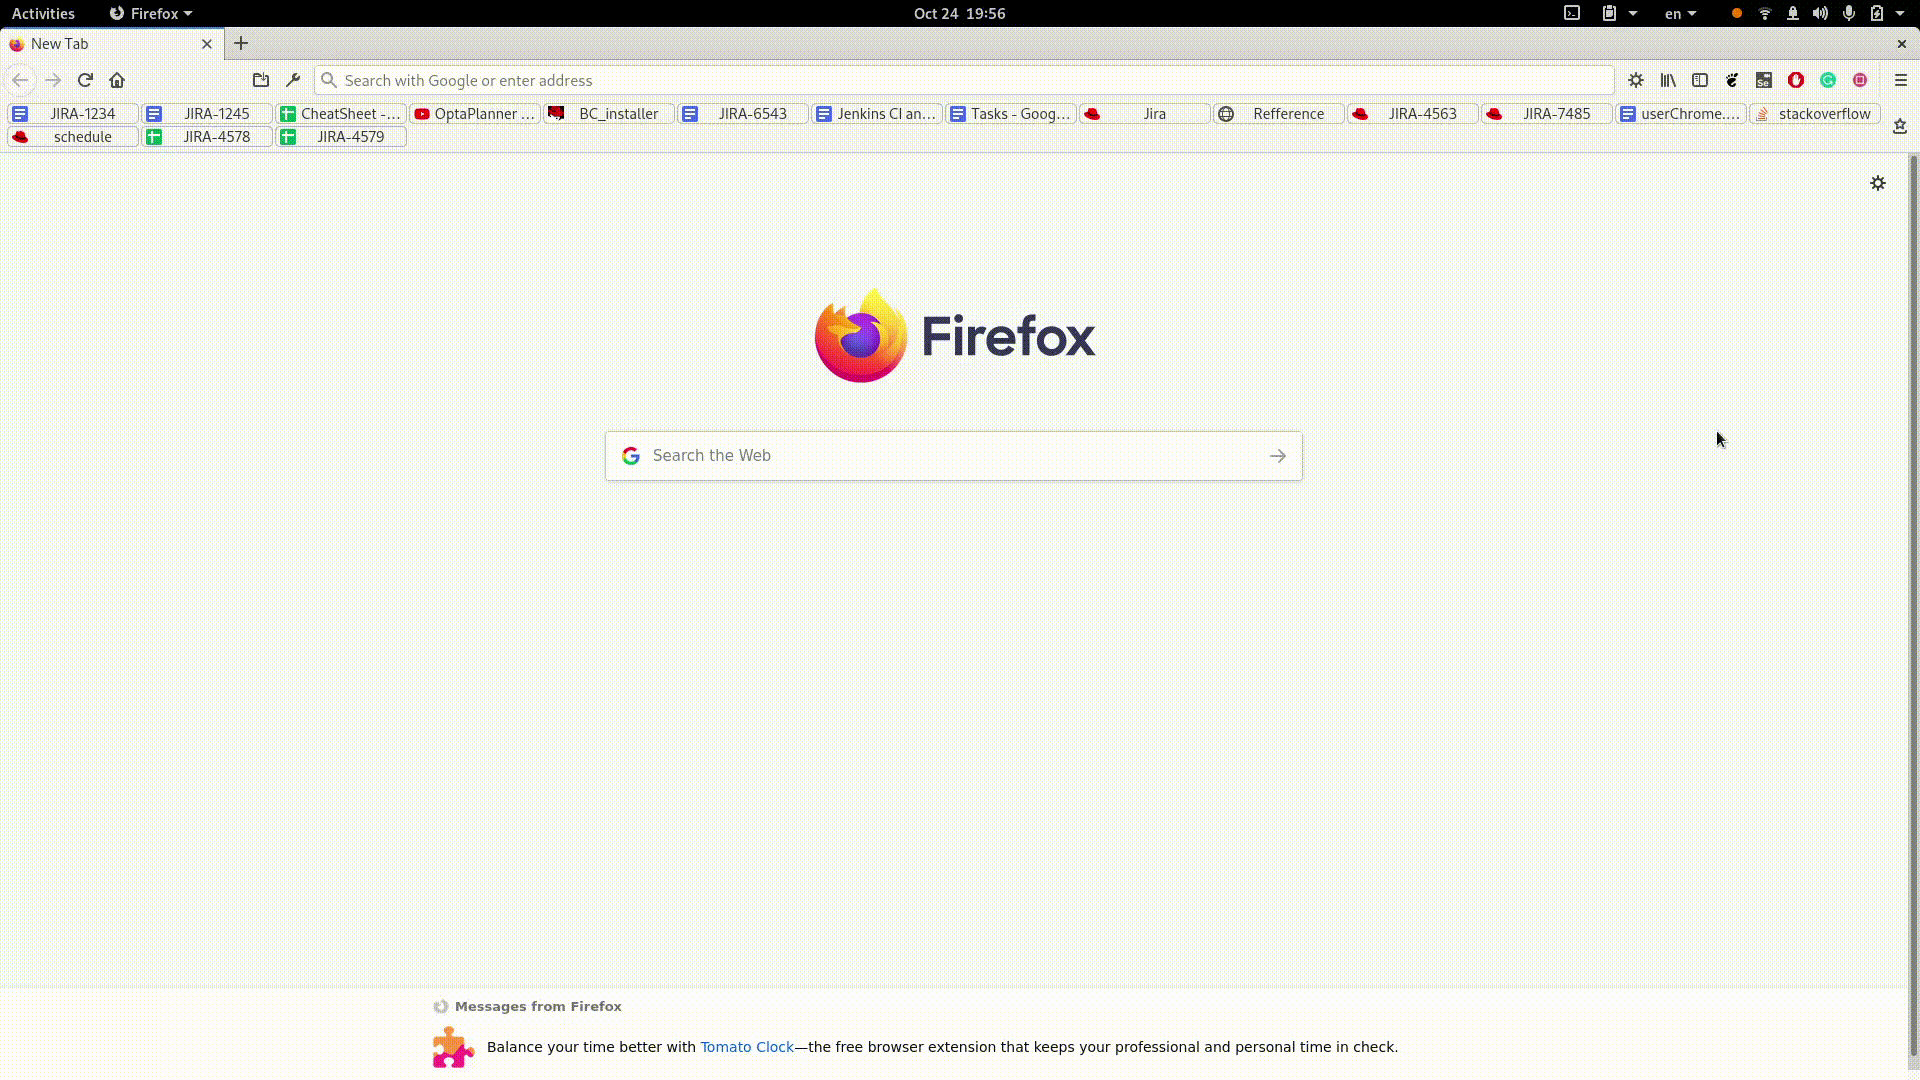 Activities Firefox Oct 24 19:56 en
New Tab
Search with Google or enter address
JIRA-1234 JIRA-1245 CheatSheet -... OptaPlanner ... BC_installer JIRA-6543 Jenkins CI an... Tasks - Goog... Jira Refference JIRA-4563 JIRA-7485 userChrome.... stackoverflow
schedule JIRA-4578 JIRA-4579
Firefox
Search the Web
Messages from Firefox
Balance your time better with Tomato Clock—the free browser extension that keeps your professional and personal time in check.